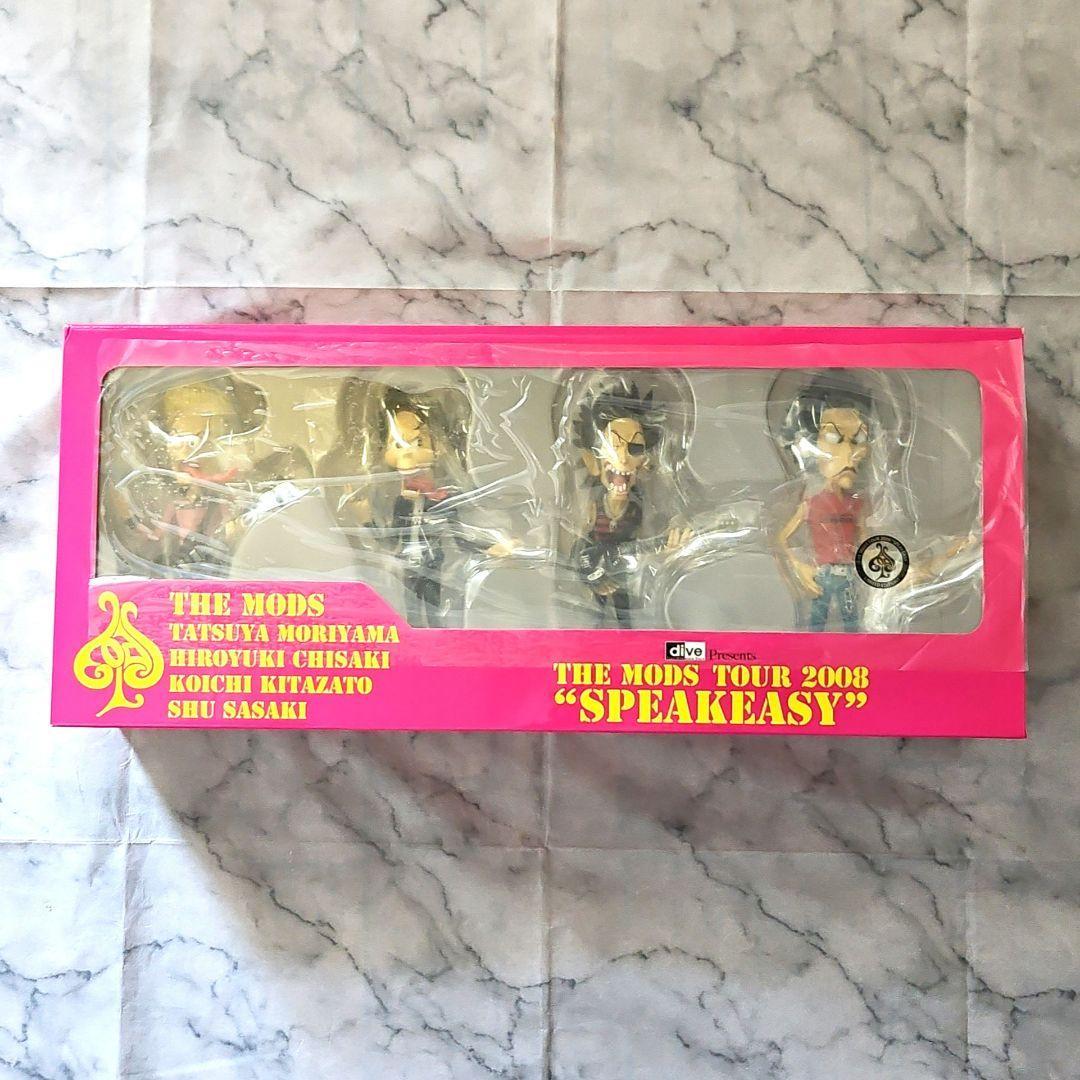 THE MODS
TATSUYA MORIYAMA
HIROYUKI CHISAKI
KOICHI KITAZATO
SHU SASAKI
dive Presents
THE MODS TOUR 2008
“SPEAKEASY”